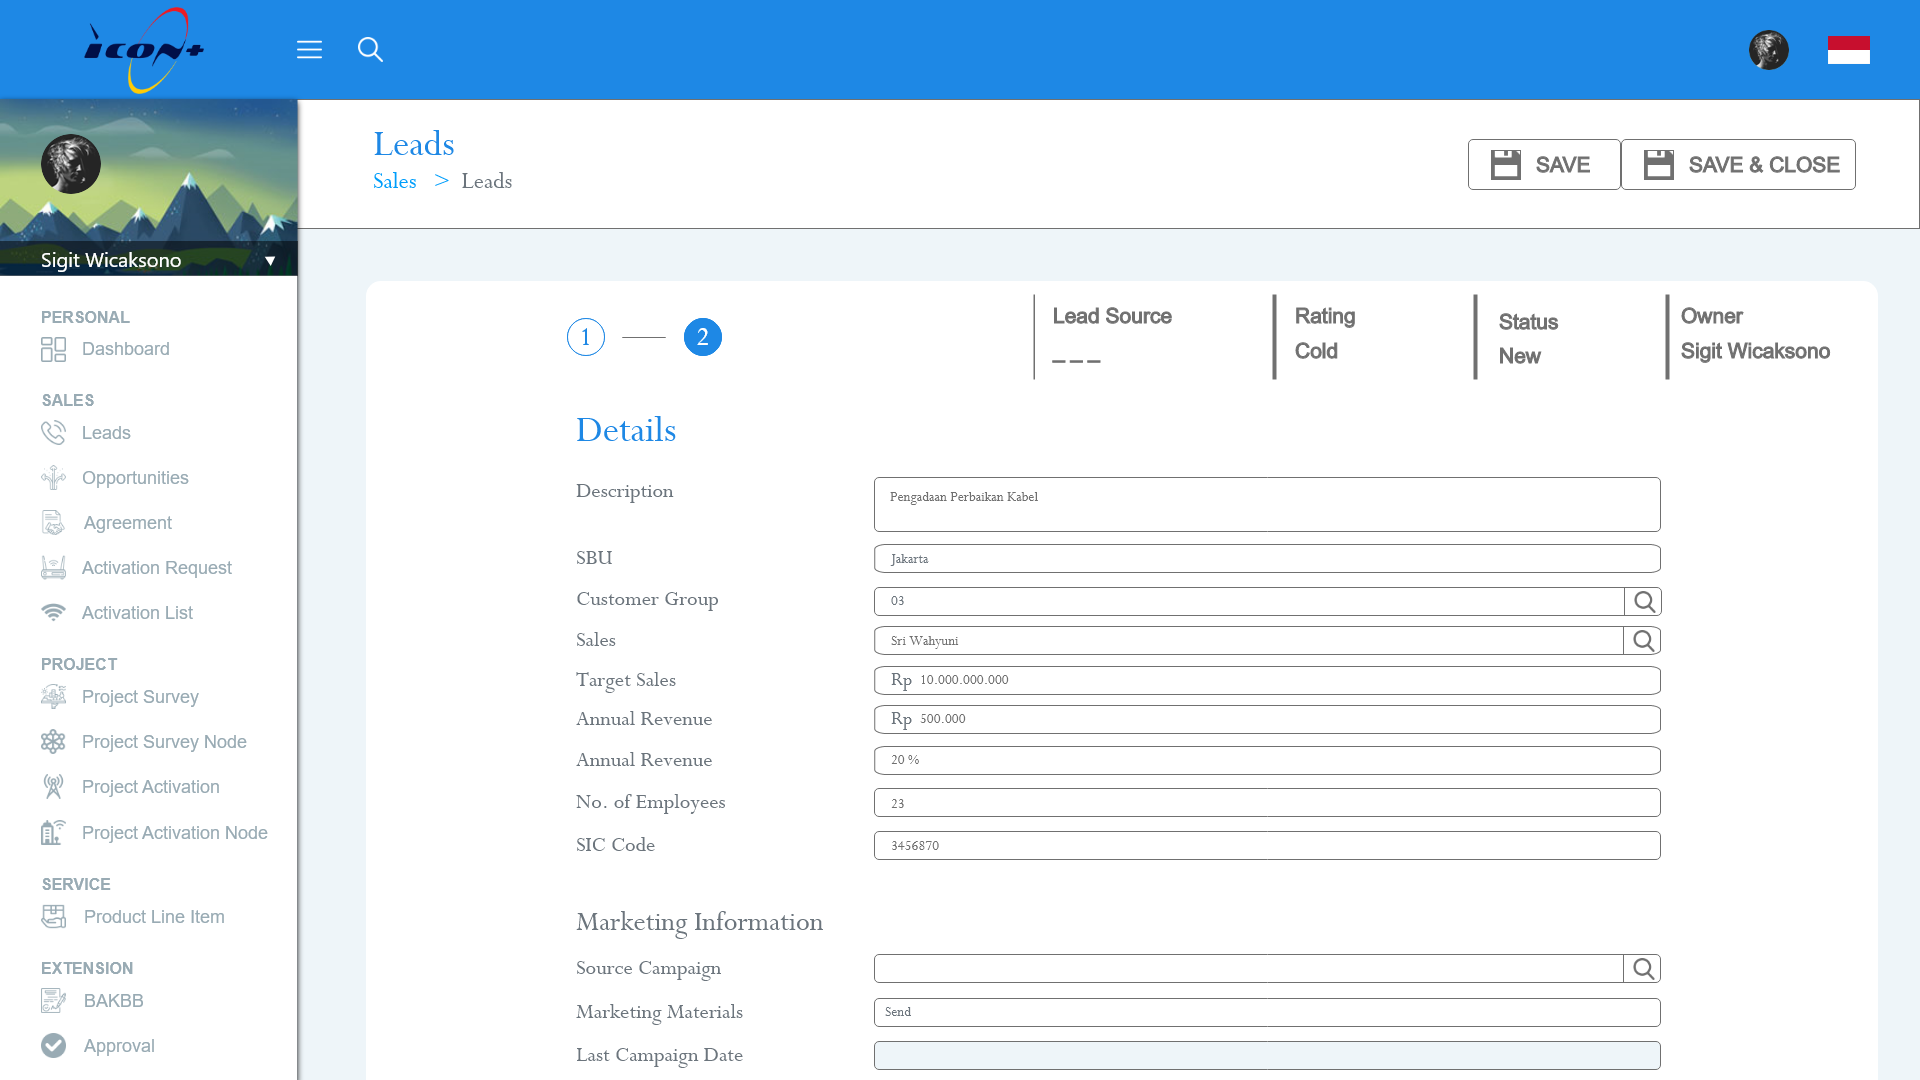 icon+
Sigit Wicaksono
PERSONAL
Dashboard
SALES
Leads
Opportunities
Agreement
Activation Request
Activation List
PROJECT
Project Survey
Project Survey Node
Project Activation
Project Activation Node
SERVICE
Product Line Item
EXTENSION
BAKBB
Approval
Leads
Sales > Leads
SAVE
SAVE & CLOSE
1
2
Lead Source
_ _ _
Rating
Cold
Status
New
Owner
Sigit Wicaksono
Details
Description Pengadaan Perbaikan Kabel
SBU Jakarta
Customer Group 03
Sales Sri Wahyuni
Target Sales Rp 10.000.000.000
Annual Revenue Rp 500.000
Annual Revenue 20 %
No. of Employees 23
SIC Code 3456870
Marketing Information
Source Campaign
Marketing Materials Send
Last Campaign Date